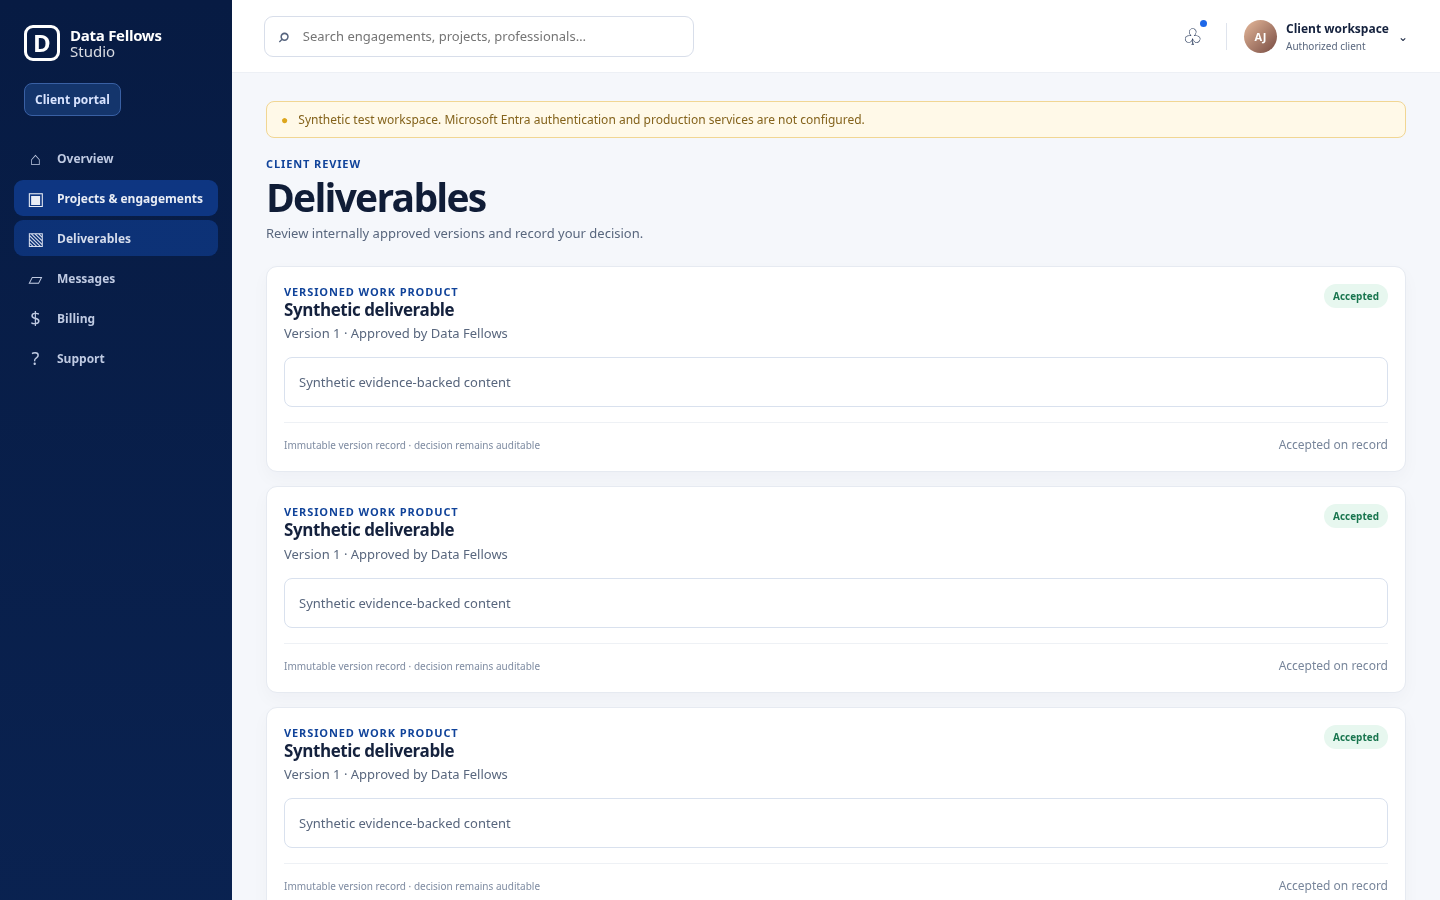 D
Data Fellows
Studio
Client portal
Overview
Projects & engagements
Deliverables
Messages
$ Billing
? Support
Search engagements, projects, professionals...
AJ
Client workspace
Authorized client
Synthetic test workspace. Microsoft Entra authentication and production services are not configured.
CLIENT REVIEW
Deliverables
Review internally approved versions and record your decision.
VERSIONED WORK PRODUCT
Accepted
Synthetic deliverable
Version 1 · Approved by Data Fellows
Synthetic evidence-backed content
Immutable version record · decision remains auditable
Accepted on record
VERSIONED WORK PRODUCT
Accepted
Synthetic deliverable
Version 1 · Approved by Data Fellows
Synthetic evidence-backed content
Immutable version record · decision remains auditable
Accepted on record
VERSIONED WORK PRODUCT
Accepted
Synthetic deliverable
Version 1 · Approved by Data Fellows
Synthetic evidence-backed content
Immutable version record · decision remains auditable
Accepted on record